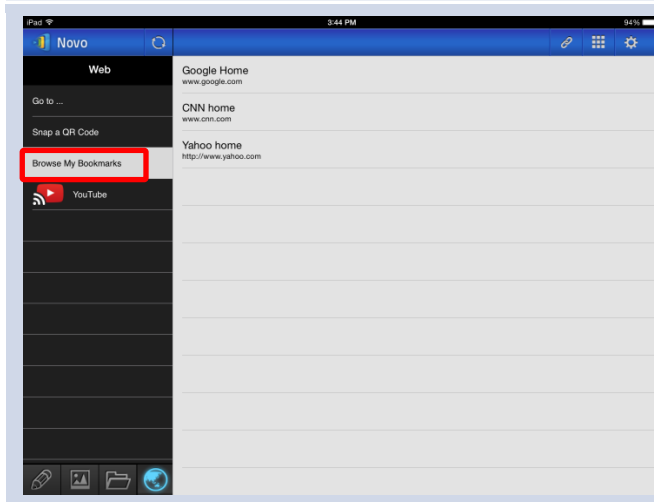 iPad 3:44 PM 94%
Novo
Web
Go to ...
Snap a QR Code
Browse My Bookmarks
YouTube
Google Home
www.google.com
CNN home
www.cnn.com
Yahoo home
http://www.yahoo.com